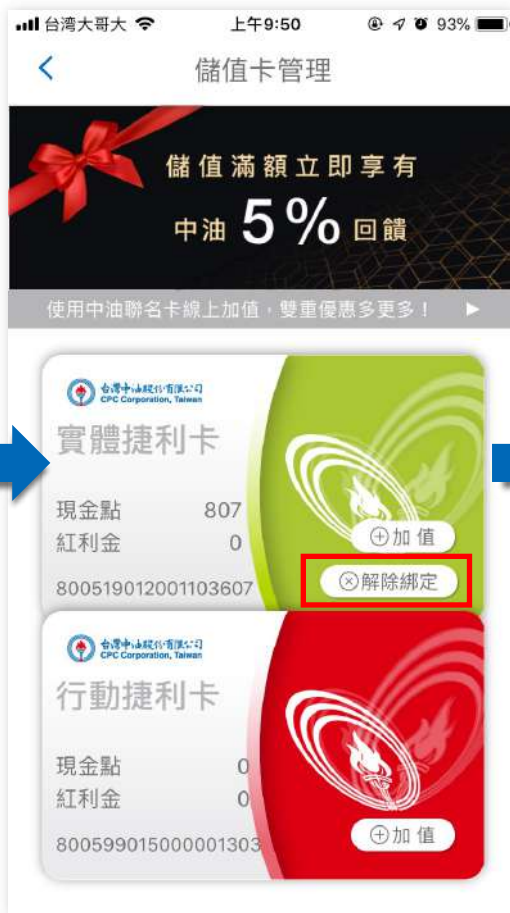 台湾大哥大 上午9:50 93%
儲值卡管理
儲值滿額立即享有
中油 5% 回饋
使用中油聯名卡線上加值，雙重優惠多更多！
台灣中油股份有限公司
CPC Corporation, Taiwan
實體捷利卡
現金點 807
紅利金 0
⊕加值
⊗解除綁定
800519012001103607
台灣中油股份有限公司
CPC Corporation, Taiwan
行動捷利卡
現金點 0
紅利金 0
⊕加值
800599015000001303